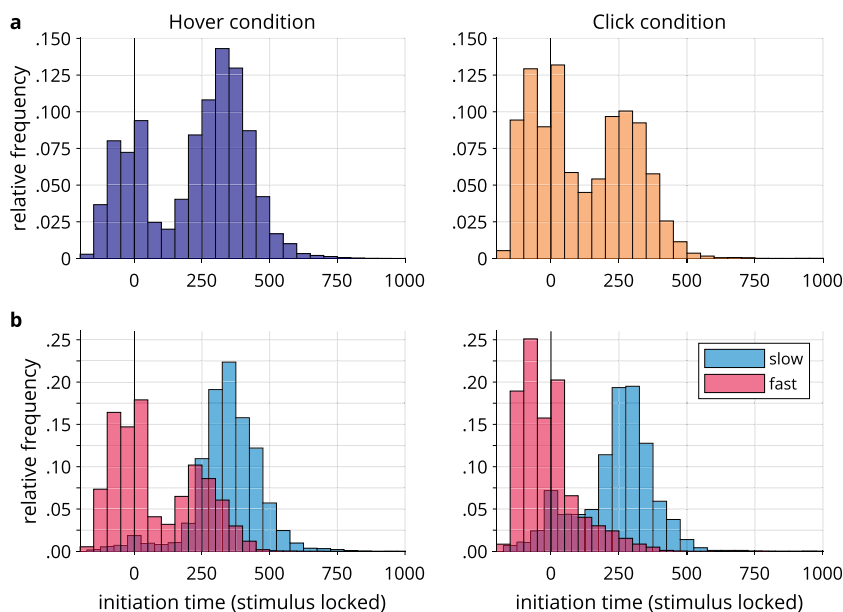 a Hover condition Click condition
relative frequency
.150 .125 .100 .075 .050 .025 0
0 250 500 750 1000
.150 .125 .100 .075 .050 .025 0
0 250 500 750 1000
b
relative frequency
.25 .20 .15 .10 .05 .00
0 250 500 750 1000
initiation time (stimulus locked)
.25 .20 .15 .10 .05 .00
slow
fast
0 250 500 750 1000
initiation time (stimulus locked)